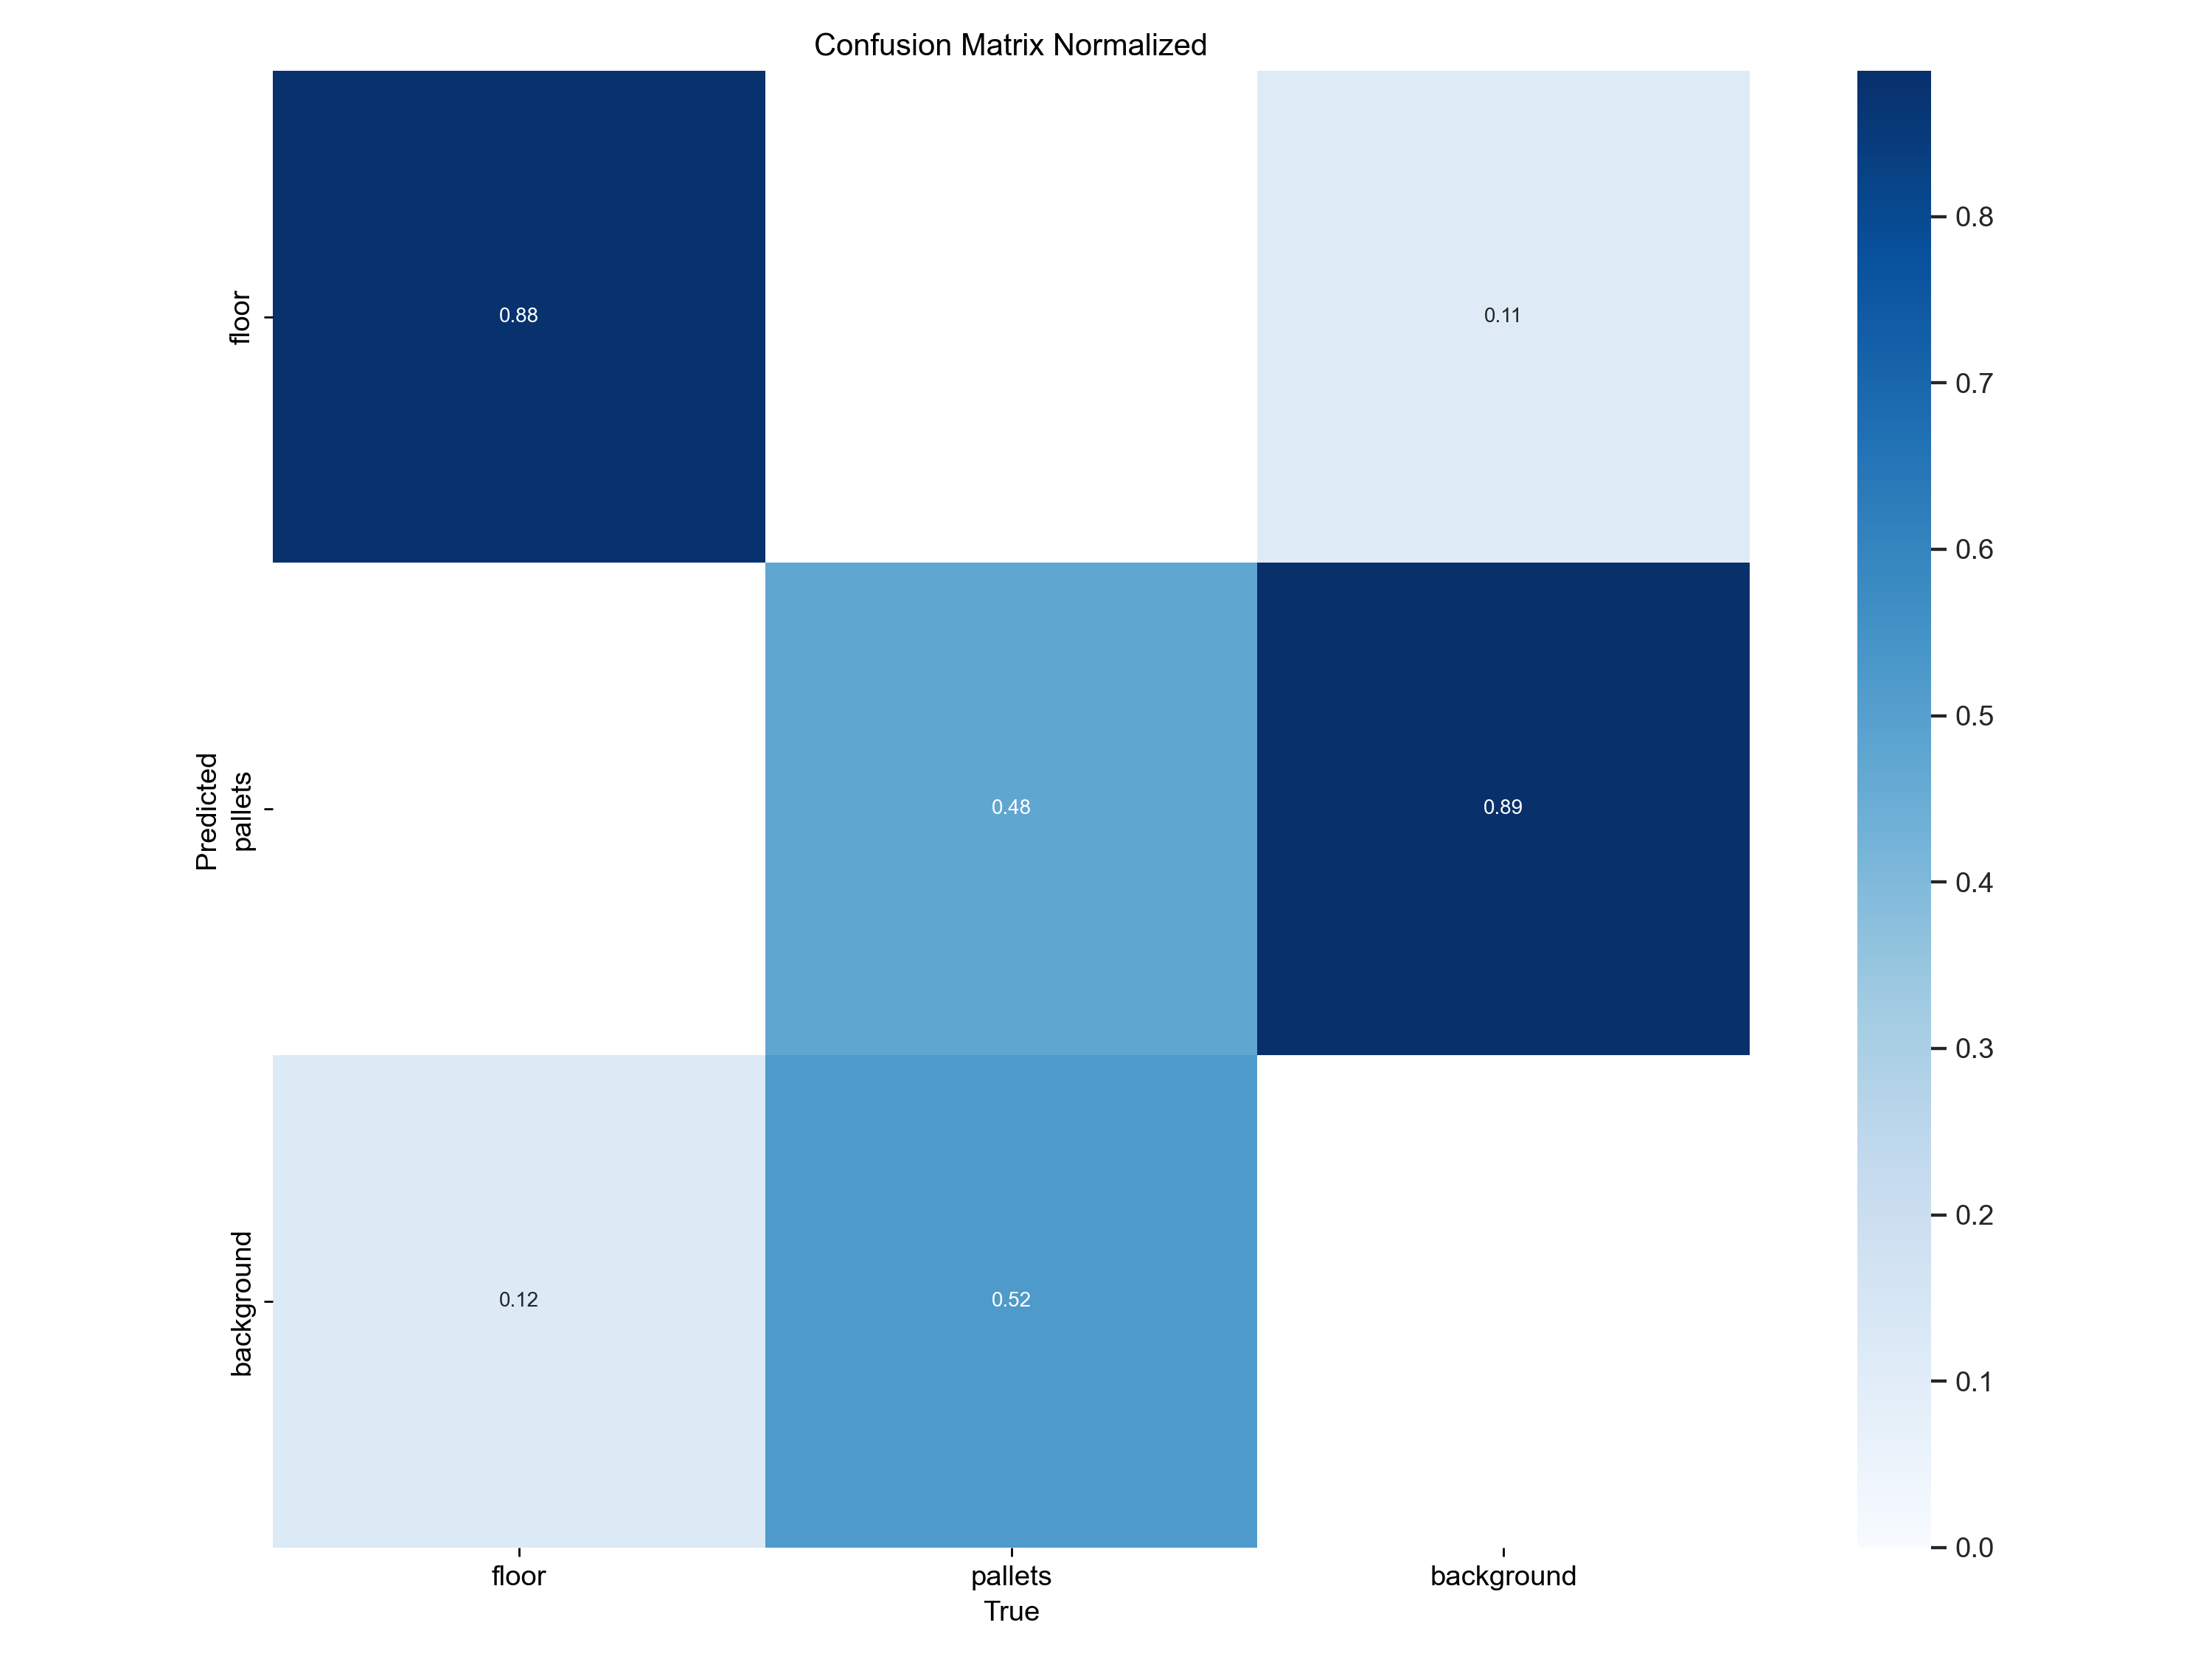 Confusion Matrix Normalized
floor
0.88
0.11
0.8
0.7
0.6
0.5
Predicted
pallets
0.48
0.89
0.4
0.3
background
0.12
0.52
0.2
0.1
0.0
floor
pallets
background
True